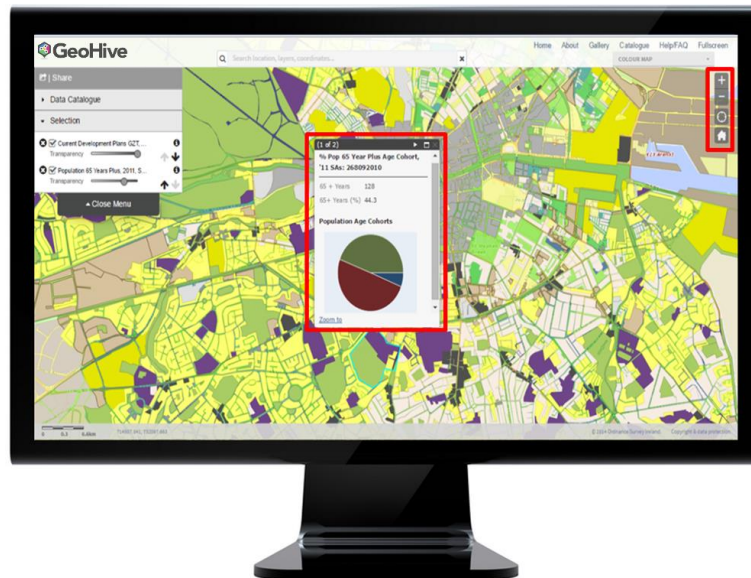 GeoHive
Home About Gallery Catalogue Help/FAQ Fullscreen
Search location, layers, coordinates...
COLOUR MAP
Share
Data Catalogue
Selection
Current Development Plans GZT, ...
Transparency
Population 65 Years Plus, 2011, S...
Transparency
Close Menu
(1 of 2)
% Pop 65 Year Plus Age Cohort,
'11 SAs: 268092010
65 + Years 128
65+ Years (%) 44.3
Population Age Cohorts
Zoom to